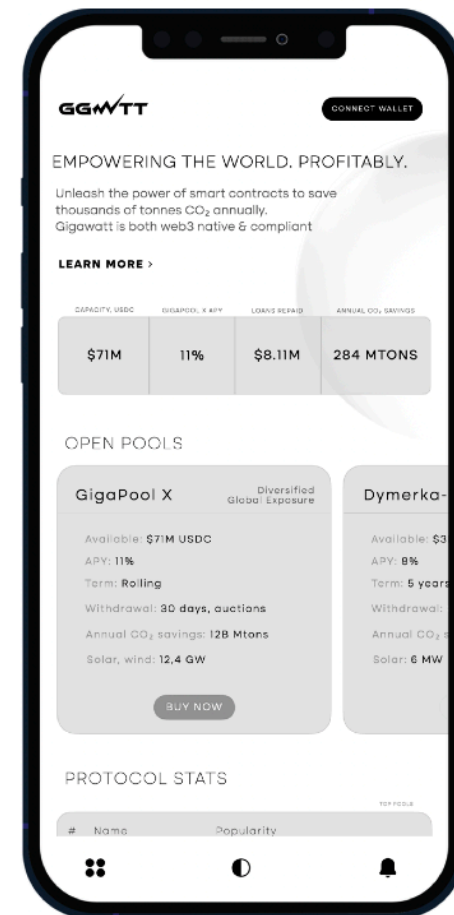 GGWTT
CONNECT WALLET
EMPOWERING THE WORLD. PROFITABLY.
Unleash the power of smart contracts to save
thousands of tonnes CO₂ annually.
Gigawatt is both web3 native & compliant
LEARN MORE >
CAPACITY, USDC GIGAPOOL X APY LOANS REPAID ANNUAL CO₂ SAVINGS
$71M 11% $8.11M 284 MTONS
OPEN POOLS
GigaPool X
Diversified
Global Exposure
Available: $71M USDC
APY: 11%
Term: Rolling
Withdrawal: 30 days, auctions
Annual CO₂ savings: 128 Mtons
Solar, wind: 12,4 GW
BUY NOW
Dymerka-
Available: $3
APY: 8%
Term: 5 years
Withdrawal:
Annual CO₂ s
Solar: 6 MW
PROTOCOL STATS
TOP POOLS
# Name Popularity